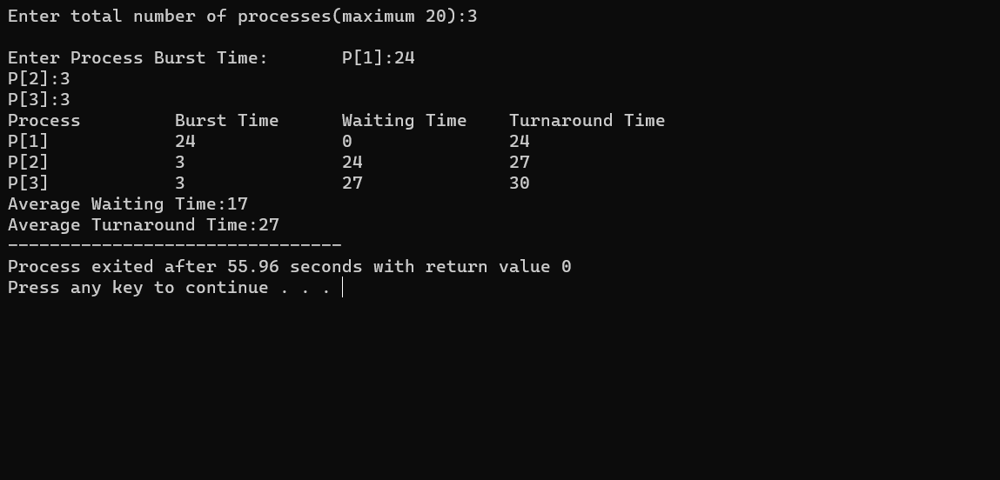 Enter total number of processes(maximum 20):3
Enter Process Burst Time:       P[1]:24
P[2]:3
P[3]:3
Process         Burst Time      Waiting Time    Turnaround Time
P[1]            24              0               24
P[2]            3               24              27
P[3]            3               27              30
Average Waiting Time:17
Average Turnaround Time:27
--------------------------------
Process exited after 55.96 seconds with return value 0
Press any key to continue . . .